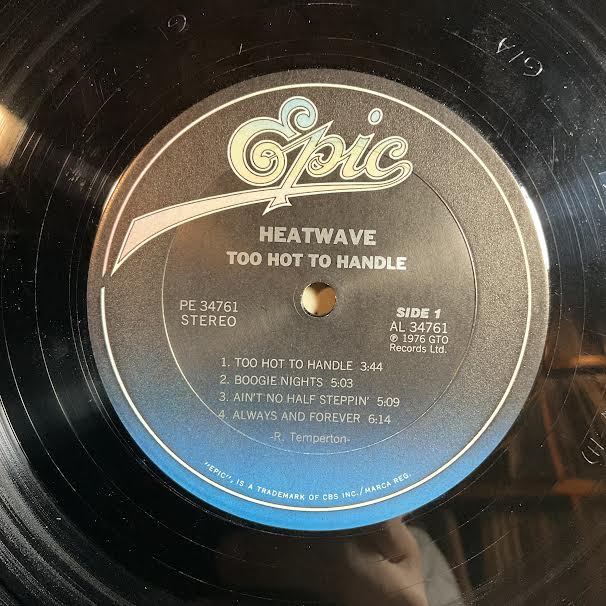 G1A
Epic
HEATWAVE
TOO HOT TO HANDLE
PE 34761
STEREO
SIDE 1
AL 34761
Ⓟ 1976 GTO
Records Ltd.
1. TOO HOT TO HANDLE 3:44
2. BOOGIE NIGHTS 5:03
3. AIN'T NO HALF STEPPIN' 5:09
4. ALWAYS AND FOREVER 6:14
-R. Temperton-
"EPIC", IS A TRADEMARK OF CBS INC./MARCA REG.